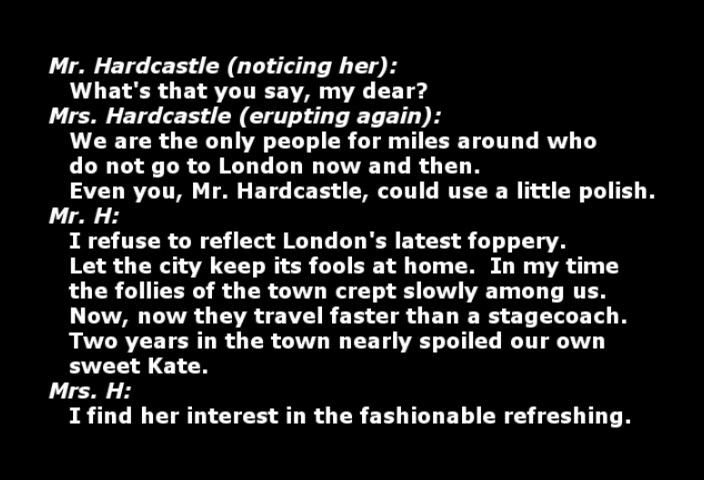 Mr. Hardcastle (noticing her):
What's that you say, my dear?
Mrs. Hardcastle (erupting again):
We are the only people for miles around who
do not go to London now and then.
Even you, Mr. Hardcastle, could use a little polish.
Mr. H:
I refuse to reflect London's latest foppery.
Let the city keep its fools at home.  In my time
the follies of the town crept slowly among us.
Now, now they travel faster than a stagecoach.
Two years in the town nearly spoiled our own
sweet Kate.
Mrs. H:
I find her interest in the fashionable refreshing.